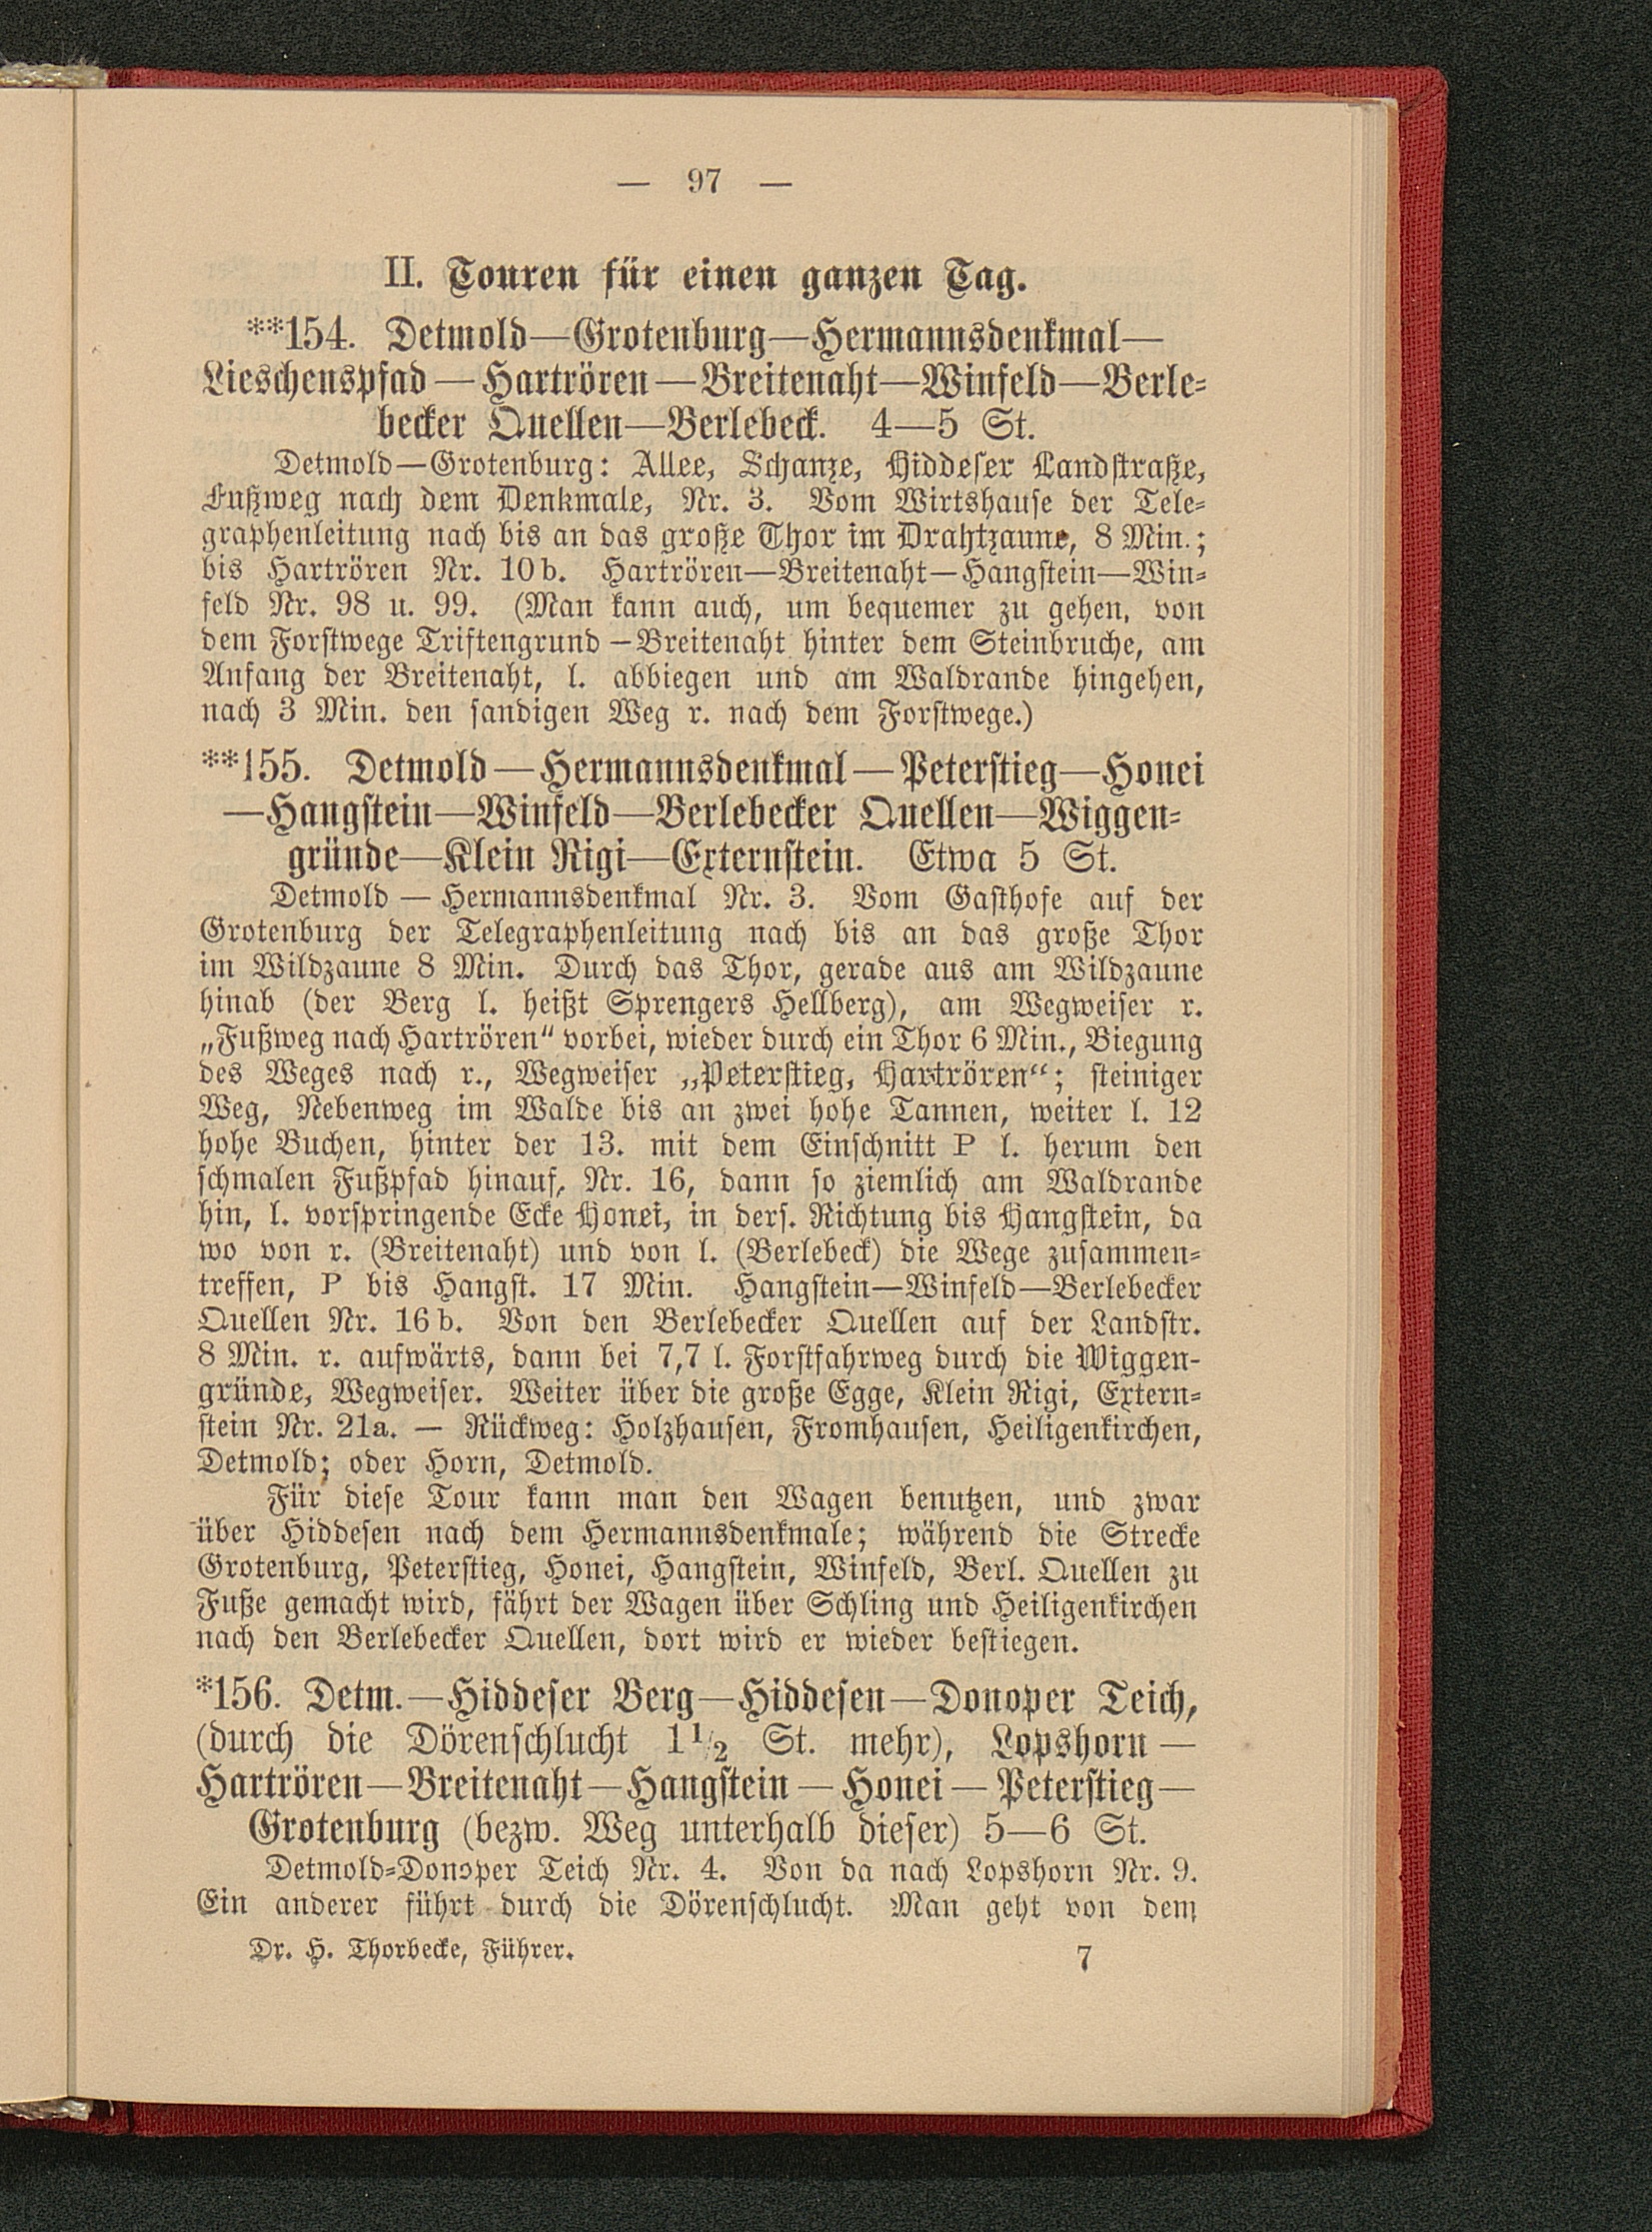 — 97 —
II. Touren für einen ganzen Tag.
**154. Detmold—Grotenburg—Hermannsdenkmal—
Lieschenspfad—Hartrören—Breitenaht—Winfeld—Berle-
becker Quellen—Berlebeck. 4—5 St.
Detmold—Grotenburg: Allee, Schanze, Hiddeser Landstraße,
Fußweg nach dem Denkmale, Nr. 3. Vom Wirtshause der Tele-
graphenleitung nach bis an das große Thor im Drahtzaune, 8 Min.;
bis Hartrören Nr. 10b. Hartrören—Breitenaht—Hangstein—Win-
feld Nr. 98 u. 99. (Man kann auch, um bequemer zu gehen, von
dem Forstwege Triftengrund—Breitenaht hinter dem Steinbruche, am
Anfang der Breitenaht, l. abbiegen und am Waldrande hingehen,
nach 3 Min. den sandigen Weg r. nach dem Forstwege.)
**155. Detmold—Hermannsdenkmal—Peterstieg—Honei
—Hangstein—Winfeld—Berlebecker Quellen—Wiggen-
gründe—Klein Rigi—Externstein. Etwa 5 St.
Detmold—Hermannsdenkmal Nr. 3. Vom Gasthofe auf der
Grotenburg der Telegraphenleitung nach bis an das große Thor
im Wildzaune 8 Min. Durch das Thor, gerade aus am Wildzaune
hinab (der Berg l. heißt Sprengers Hellberg), am Wegweiser r.
„Fußweg nach Hartrören“ vorbei, wieder durch ein Thor 6 Min., Biegung
des Weges nach r., Wegweiser „Peterstieg, Hartrören“; steiniger
Weg, Nebenweg im Walde bis an zwei hohe Tannen, weiter l. 12
hohe Buchen, hinter der 13. mit dem Einschnitt P l. herum den
schmalen Fußpfad hinauf, Nr. 16, dann so ziemlich am Waldrande
hin, l. vorspringende Ecke Honei, in ders. Richtung bis Hangstein, da
wo von r. (Breitenaht) und von l. (Berlebeck) die Wege zusammen-
treffen, P bis Hangst. 17 Min. Hangstein—Winfeld—Berlebecker
Quellen Nr. 16b. Von den Berlebecker Quellen auf der Landstr.
8 Min. r. aufwärts, dann bei 7,7 l. Forstfahrweg durch die Wiggen-
gründe, Wegweiser. Weiter über die große Egge, Klein Rigi, Extern-
stein Nr. 21a. — Rückweg: Holzhausen, Fromhausen, Heiligenkirchen,
Detmold; oder Horn, Detmold.
Für diese Tour kann man den Wagen benutzen, und zwar
über Hiddesen nach dem Hermannsdenkmale; während die Strecke
Grotenburg, Peterstieg, Honei, Hangstein, Winfeld, Berl. Quellen zu
Fuße gemacht wird, fährt der Wagen über Schling und Heiligenkirchen
nach den Berlebecker Quellen, dort wird er wieder bestiegen.
*156. Detm.—Hiddeser Berg—Hiddesen—Donoper Teich,
(durch die Dörenschlucht 1 1/2 St. mehr), Lopshorn—
Hartrören—Breitenaht—Hangstein—Honei—Peterstieg—
Grotenburg (bezw. Weg unterhalb dieser) 5—6 St.
Detmold-Donoper Teich Nr. 4. Von da nach Lopshorn Nr. 9.
Ein anderer führt durch die Dörenschlucht. Man geht von dem
Dr. H. Thorbecke, Führer. 7